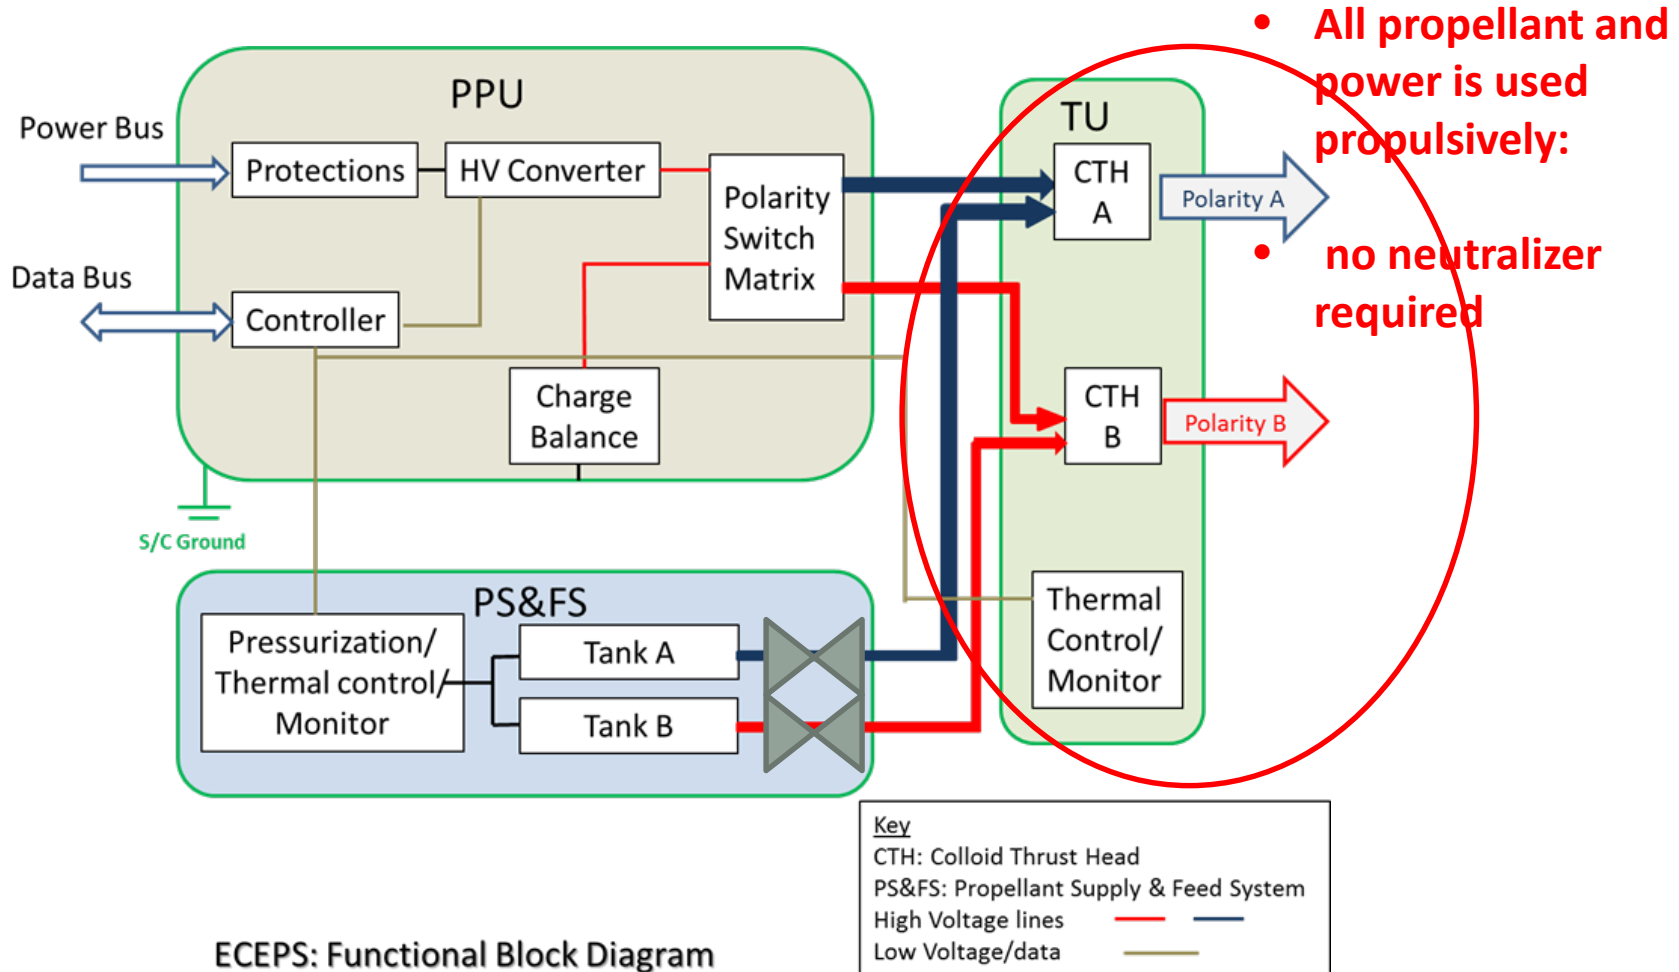 • All propellant and
power is used
propulsively:
• no neutralizer
required
PPU
Power Bus
Protections
HV Converter
Polarity
Switch
Matrix
Data Bus
Controller
Charge
Balance
S/C Ground
TU
CTH
A
Polarity A
CTH
B
Polarity B
Thermal
Control/
Monitor
PS&FS
Pressurization/
Thermal control/
Monitor
Tank A
Tank B
Key
CTH: Colloid Thrust Head
PS&FS: Propellant Supply & Feed System
High Voltage lines
Low Voltage/data
ECEPS: Functional Block Diagram